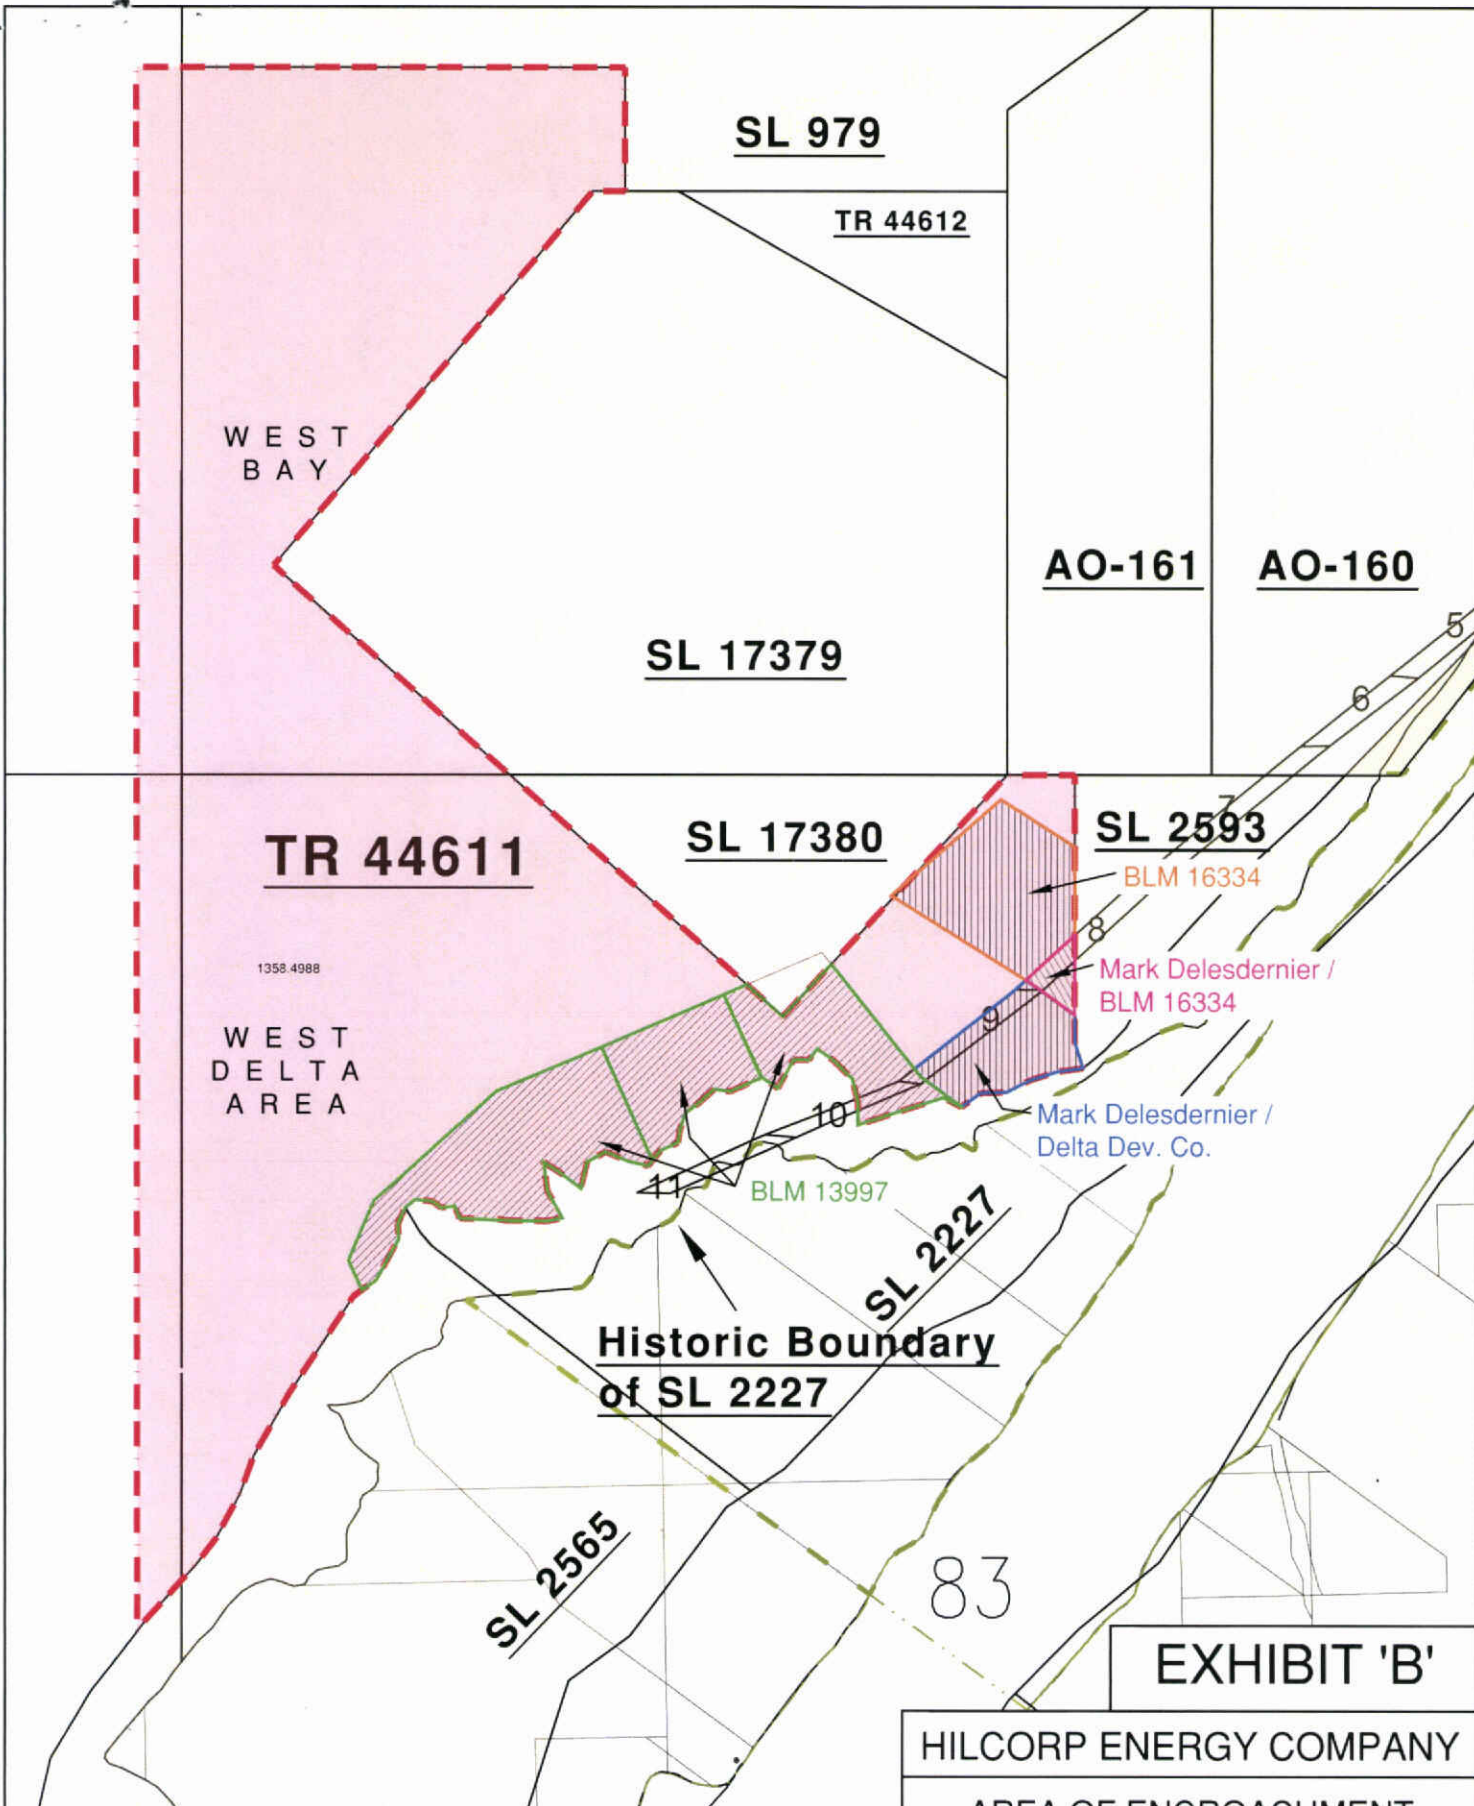 SL 979
TR 44612
WEST
BAY
AO-161
AO-160
5
SL 17379
6
7
TR 44611
SL 17380
SL 2593
BLM 16334
8
1358.4988
Mark Delesdernier /
BLM 16334
9
WEST
DELTA
AREA
10
Mark Delesdernier /
Delta Dev. Co.
11
BLM 13997
SL 2227
Historic Boundary
of SL 2227
SL 2565
83
EXHIBIT 'B'
HILCORP ENERGY COMPANY
AREA OF ENCROACHMENT